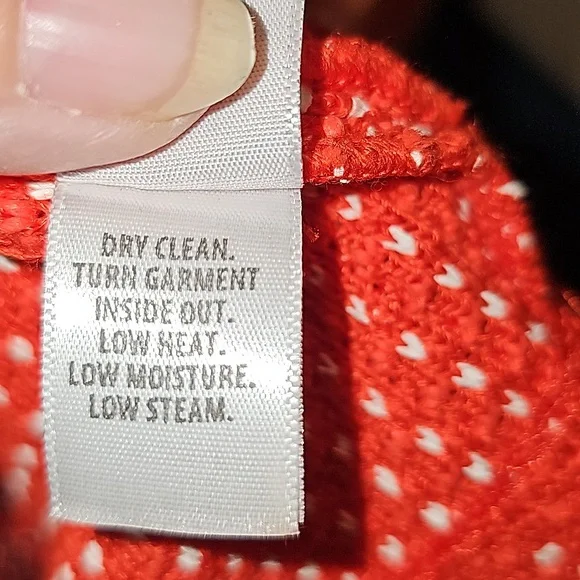 DRY CLEAN.
TURN GARMENT
INSIDE OUT.
LOW HEAT.
LOW MOISTURE.
LOW STEAM.